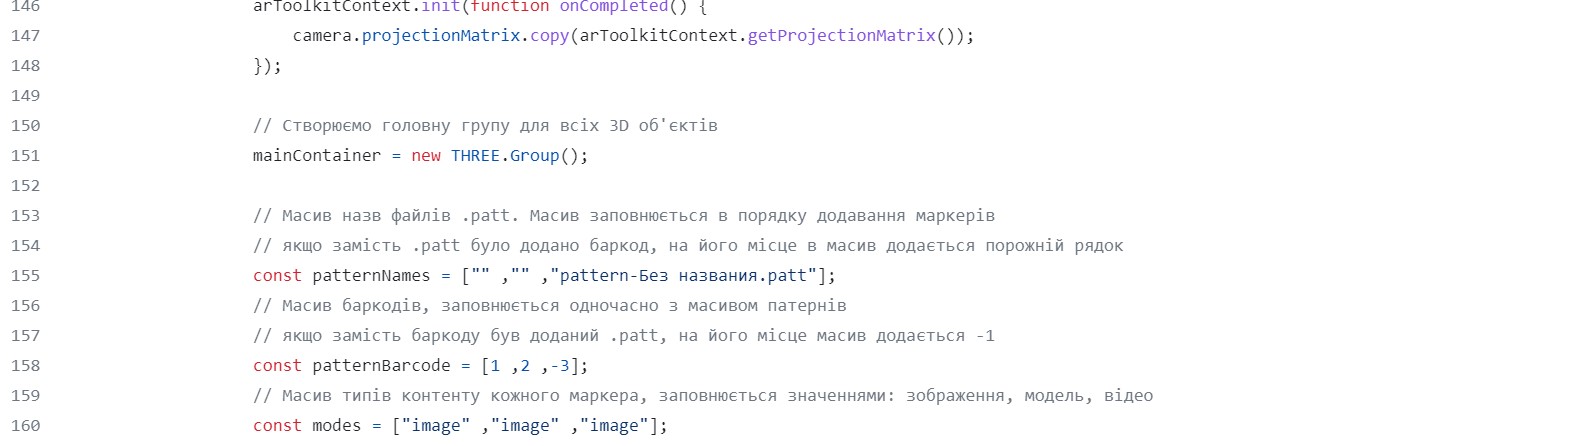 146 arToolkitContext.init(function onCompleted() {
147 camera.projectionMatrix.copy(arToolkitContext.getProjectionMatrix());
148 });
149
150 // Створюємо головну групу для всіх 3D об'єктів
151 mainContainer = new THREE.Group();
152
153 // Масив назв файлів .patt. Масив заповнюється в порядку додавання маркерів
154 // якщо замість .patt було додано баркод, на його місце в масив додається порожній рядок
155 const patternNames = ["" ,"" ,"pattern-Без названия.patt"];
156 // Масив баркодів, заповнюється одночасно з масивом патернів
157 // якщо замість баркоду був доданий .patt, на його місце масив додається -1
158 const patternBarcode = [1 ,2 ,-3];
159 // Масив типів контенту кожного маркера, заповнюється значеннями: зображення, модель, відео
160 const modes = ["image" ,"image" ,"image"];